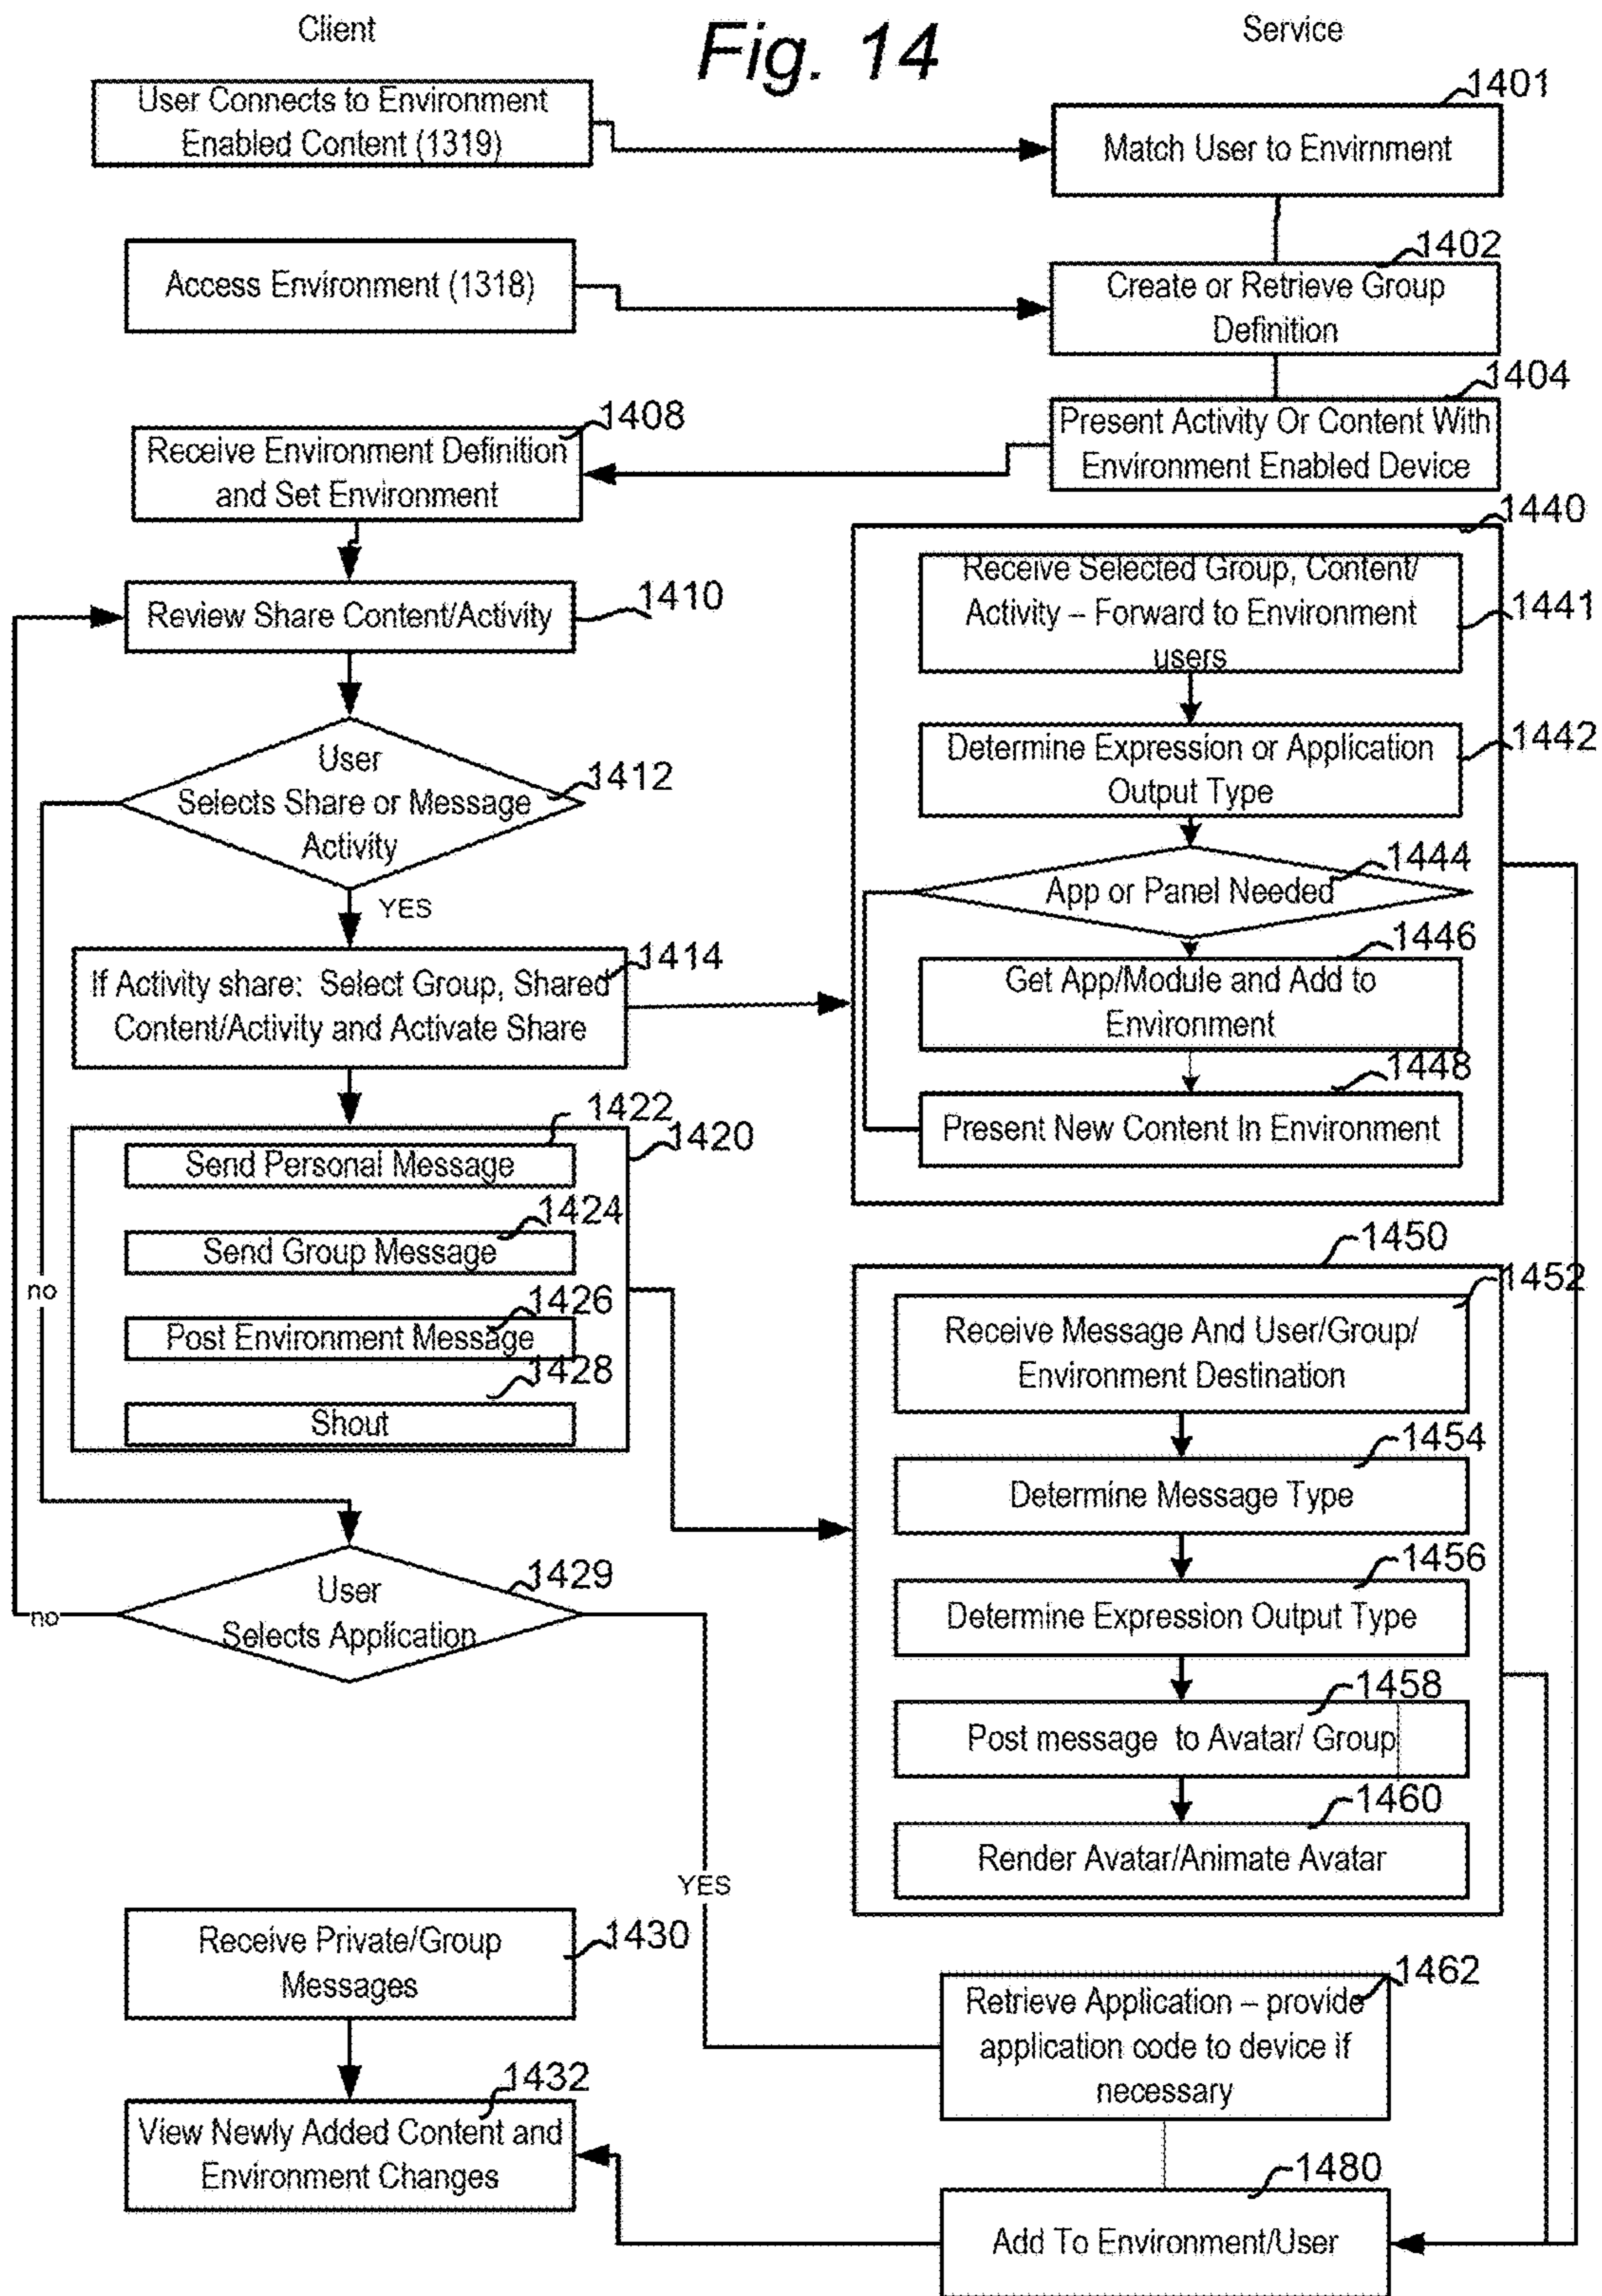 Client
Fig. 14
Service
User Connects to Environment
Enabled Content (1319)
1401
Match User to Envirnment
Access Environment (1318)
1402
Create or Retrieve Group
Definition
1404
Present Activity Or Content With
Environment Enabled Device
1408
Receive Environment Definition
and Set Environment
1410
Review Share Content/Activity
1412
User
Selects Share or Message
Activity
no
YES
1414
If Activity share: Select Group, Shared
Content/Activity and Activate Share
1440
Receive Selected Group, Content/
Activity – Forward to Environment
users
1441
Determine Expression or Application
Output Type
1442
App or Panel Needed
1444
1446
Get App/Module and Add to
Environment
1448
Present New Content In Environment
1420
1422
Send Personal Message
1424
Send Group Message
1426
Post Environment Message
1428
Shout
1429
User
Selects Application
no
YES
1450
1452
Receive Message And User/Group/
Environment Destination
1454
Determine Message Type
1456
Determine Expression Output Type
1458
Post message to Avatar/ Group
1460
Render Avatar/Animate Avatar
1430
Receive Private/Group
Messages
1432
View Newly Added Content and
Environment Changes
1462
Retrieve Application – provide
application code to device if
necessary
1480
Add To Environment/User